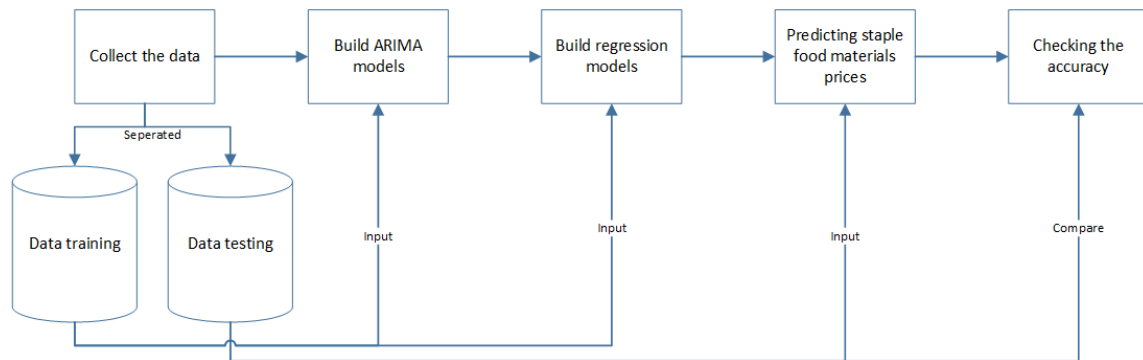 Collect the data
Build ARIMA
models
Build regression
models
Predicting staple
food materials
prices
Checking the
accuracy
Seperated
Data training
Data testing
Input
Input
Input
Compare